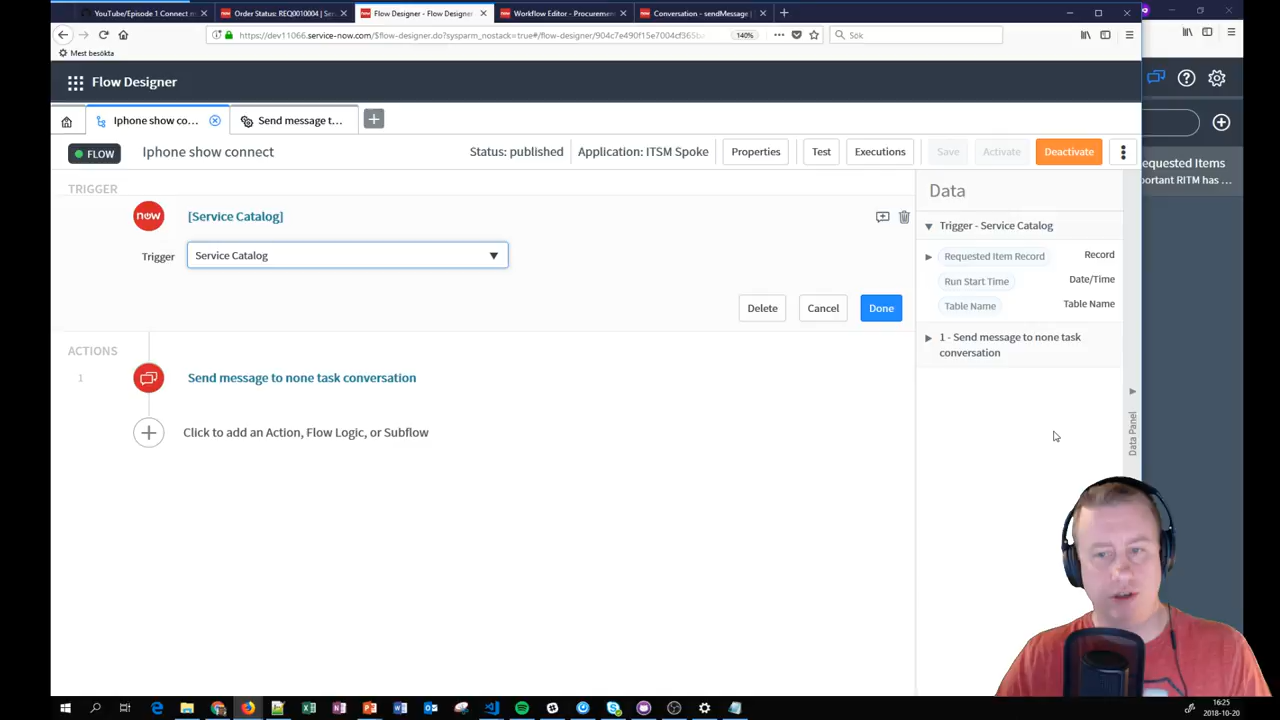 YouTube/Episode 1 Connect m
Order Status: REQ0010004 | Ser
Flow Designer - Flow Designer
Workflow Editor - Procurement
Conversation - sendMessage |
https://dev11066.service-now.com/$flow-designer.do?sysparm_nostack=true#/flow-designer/904c7e490f15e7004cf365ba
140%
Sök
Mest besökta
Flow Designer
Iphone show co...
Send message t...
FLOW
Iphone show connect
Status: published
Application: ITSM Spoke
Properties
Test
Executions
Save
Activate
Deactivate
equested Items
portant RITM has ...
TRIGGER
now
[Service Catalog]
Trigger
Service Catalog
Delete
Cancel
Done
ACTIONS
1
Send message to none task conversation
Click to add an Action, Flow Logic, or Subflow
Data
Trigger - Service Catalog
Requested Item Record
Record
Run Start Time
Date/Time
Table Name
Table Name
1 - Send message to none task
conversation
Data Panel
16:25
2018-10-20